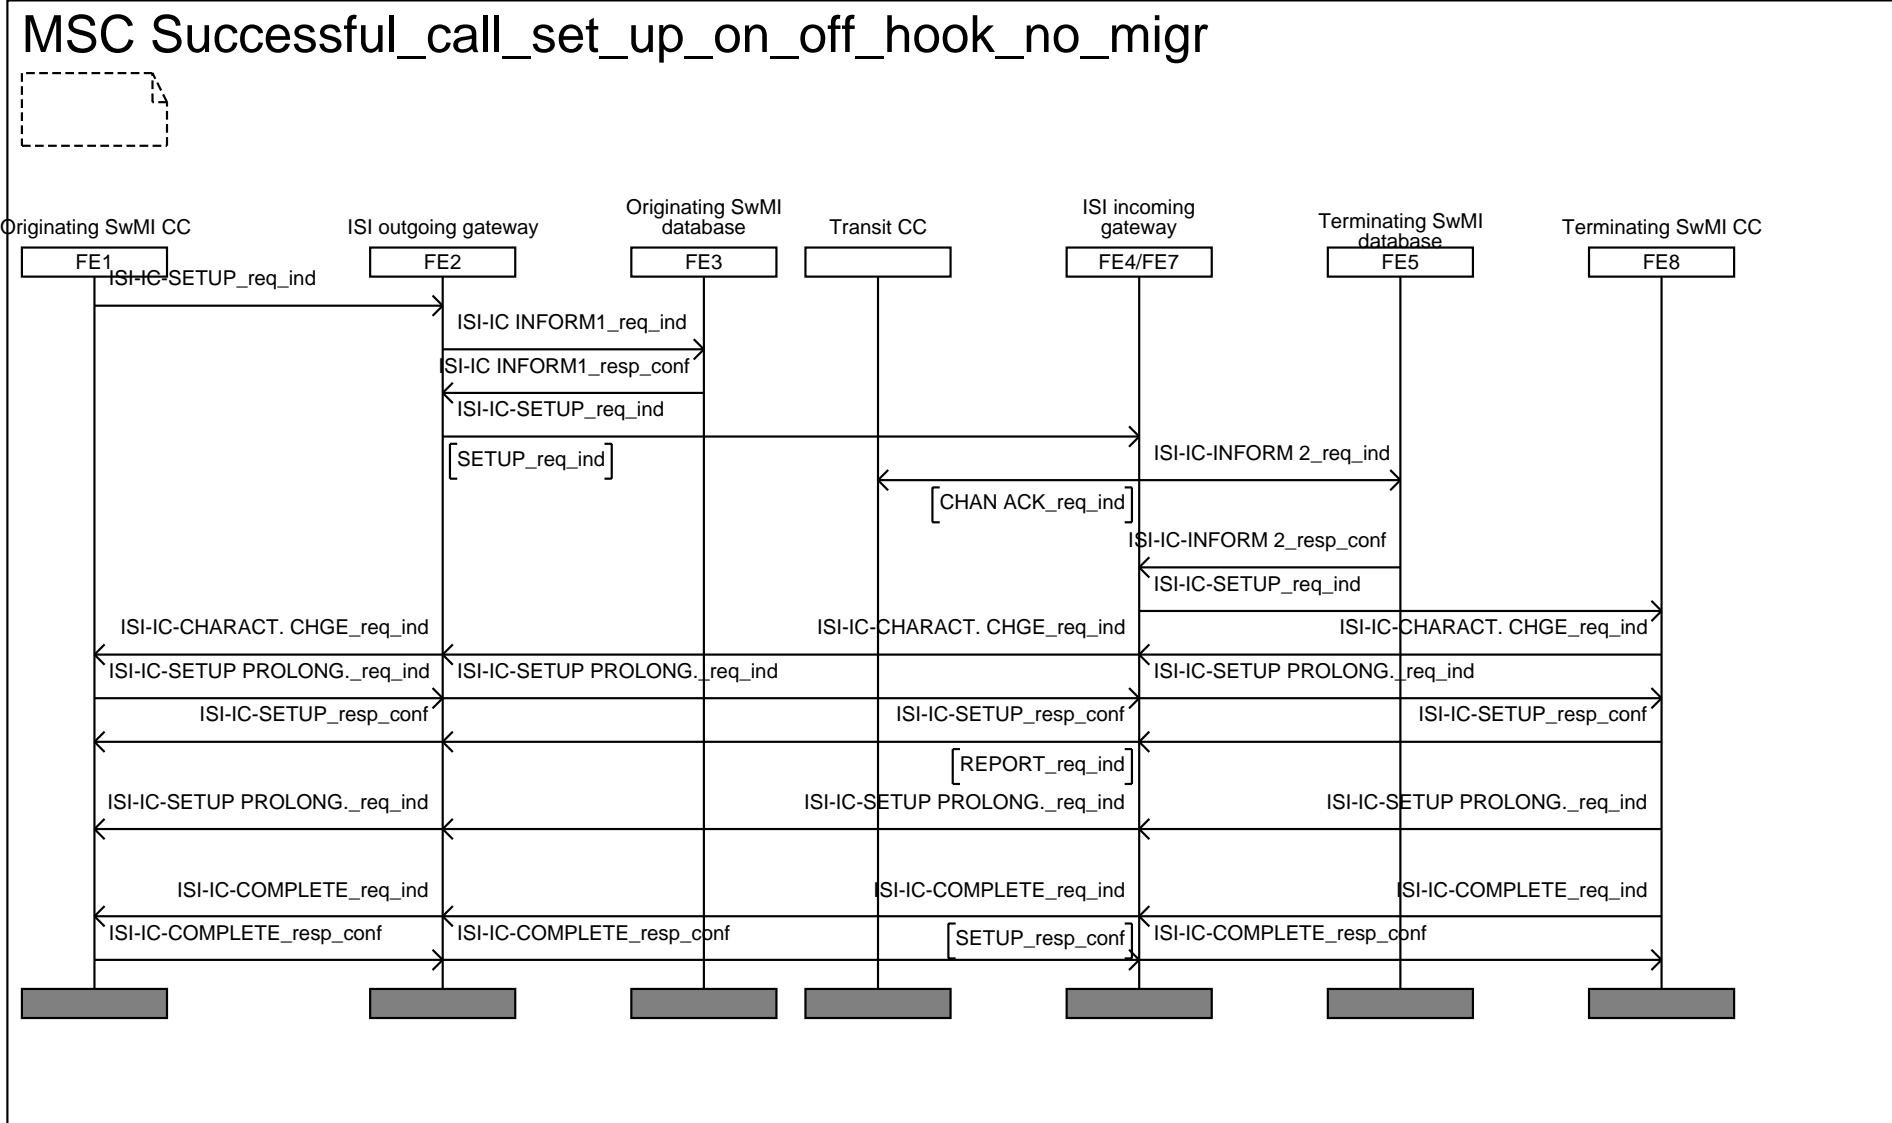 MSC Successful_call_set_up_on_off_hook_no_migr
Originating SwMI CC
ISI outgoing gateway
Originating SwMI
database
Transit CC
ISI incoming
gateway
Terminating SwMI
database
Terminating SwMI CC
FE1
FE2
FE3
FE4/FE7
FE5
FE8
ISI-IC-SETUP_req_ind
ISI-IC INFORM1_req_ind
ISI-IC INFORM1_resp_conf
ISI-IC-SETUP_req_ind
SETUP_req_ind
ISI-IC-INFORM 2_req_ind
CHAN ACK_req_ind
ISI-IC-INFORM 2_resp_conf
ISI-IC-SETUP_req_ind
ISI-IC-CHARACT. CHGE_req_ind
ISI-IC-CHARACT. CHGE_req_ind
ISI-IC-CHARACT. CHGE_req_ind
ISI-IC-SETUP PROLONG._req_ind
ISI-IC-SETUP PROLONG._req_ind
ISI-IC-SETUP PROLONG._req_ind
ISI-IC-SETUP_resp_conf
ISI-IC-SETUP_resp_conf
ISI-IC-SETUP_resp_conf
REPORT_req_ind
ISI-IC-SETUP PROLONG._req_ind
ISI-IC-SETUP PROLONG._req_ind
ISI-IC-SETUP PROLONG._req_ind
ISI-IC-COMPLETE_req_ind
ISI-IC-COMPLETE_req_ind
ISI-IC-COMPLETE_req_ind
ISI-IC-COMPLETE_resp_conf
ISI-IC-COMPLETE_resp_conf
SETUP_resp_conf
ISI-IC-COMPLETE_resp_conf